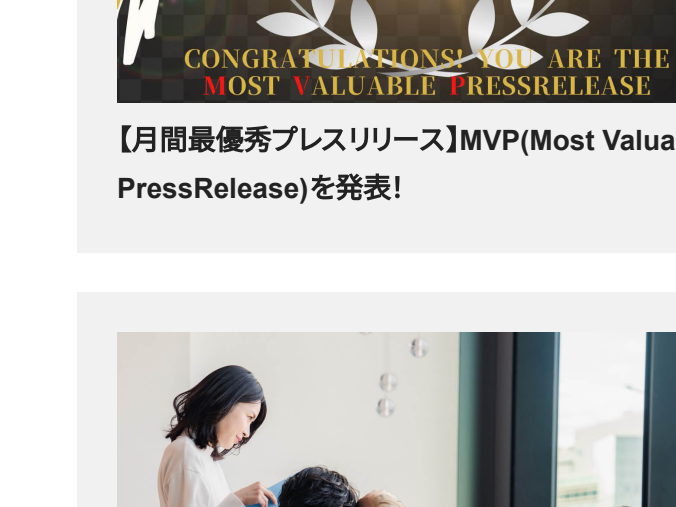 CONGRATULATIONS! YOU ARE THE
MOST VALUABLE PRESSRELEASE
【月間最優秀プレスリリース】MVP(Most Valua
PressRelease)を発表!